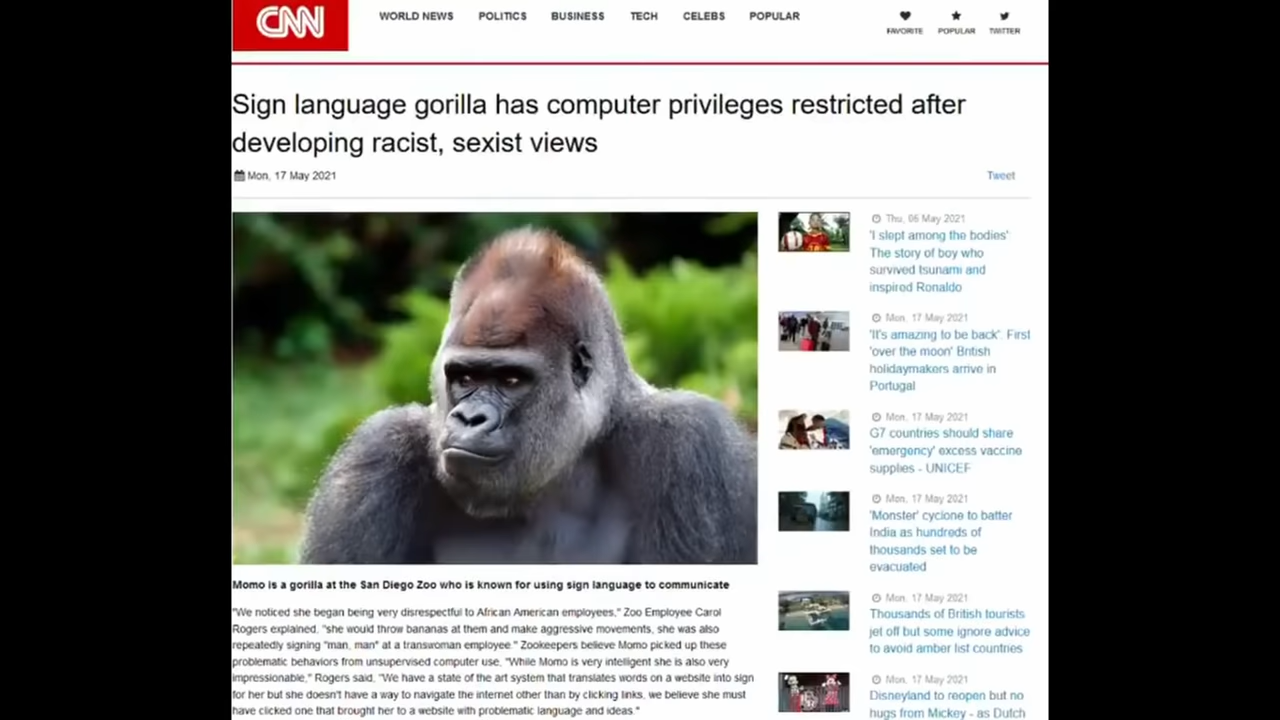 CNN
WORLD NEWS POLITICS BUSINESS TECH CELEBS POPULAR
FAVORITE POPULAR TWITTER
Sign language gorilla has computer privileges restricted after
developing racist, sexist views
Mon, 17 May 2021
Tweet
Momo is a gorilla at the San Diego Zoo who is known for using sign language to communicate
"We noticed she began being very disrespectful to African American employees," Zoo Employee Carol
Rogers explained, "she would throw bananas at them and make aggressive movements, she was also
repeatedly signing "man, man" at a transwoman employee." Zookeepers believe Momo picked up these
problematic behaviors from unsupervised computer use, "While Momo is very intelligent she is also very
impressionable," Rogers said, "We have a state of the art system that translates words on a website into sign
for her but she doesn't have a way to navigate the internet other than by clicking links, we believe she must
have clicked one that brought her to a website with problematic language and ideas."
Thu, 06 May 2021
'I slept among the bodies'
The story of boy who
survived tsunami and
inspired Ronaldo
Mon, 17 May 2021
'It's amazing to be back'. First
'over the moon' British
holidaymakers arrive in
Portugal
Mon, 17 May 2021
G7 countries should share
'emergency' excess vaccine
supplies - UNICEF
Mon, 17 May 2021
'Monster' cyclone to batter
India as hundreds of
thousands set to be
evacuated
Mon, 17 May 2021
Thousands of British tourists
jet off but some ignore advice
to avoid amber list countries
Mon, 17 May 2021
Disneyland to reopen but no
hugs from Mickey - as Dutch